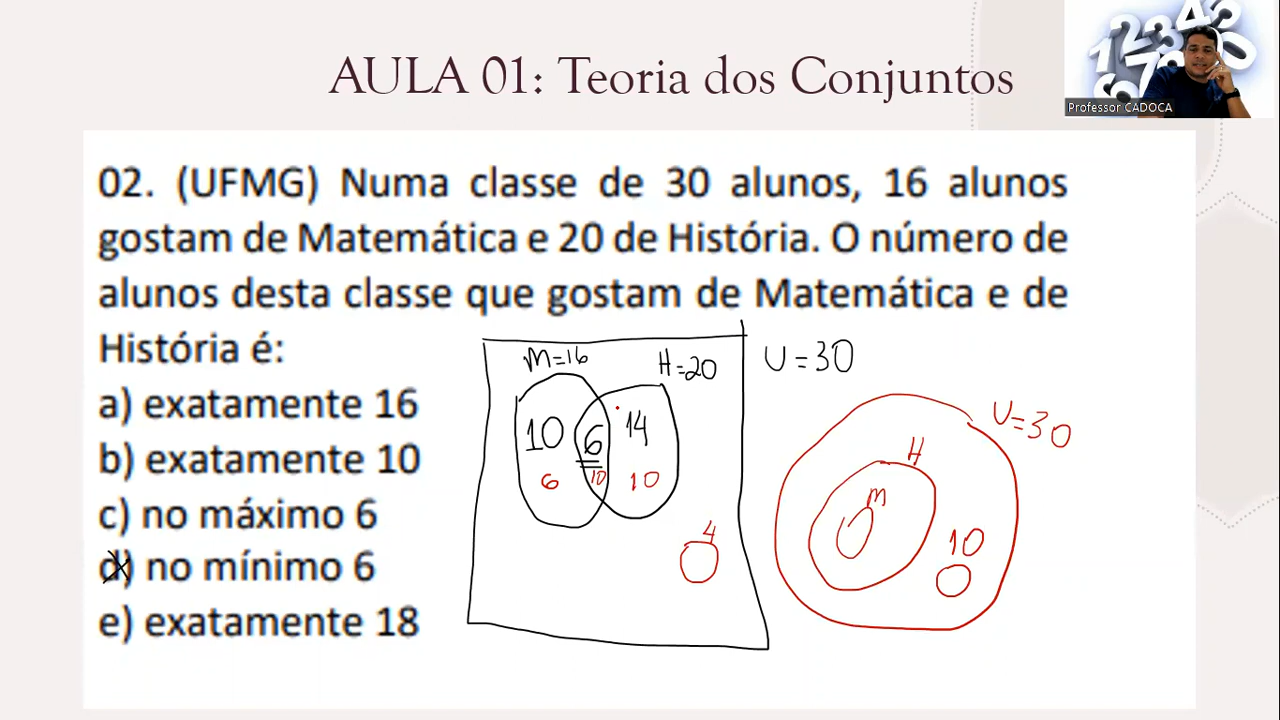 AULA 01: Teoria dos Conjuntos
Professor CADOCA
02. (UFMG) Numa classe de 30 alunos, 16 alunos
gostam de Matemática e 20 de História. O número de
alunos desta classe que gostam de Matemática e de
História é:
a) exatamente 16
b) exatamente 10
c) no máximo 6
d) no mínimo 6
e) exatamente 18
M=16
H=20
U=30
10 6 14
6 10 10
4
U=30
H
M
10